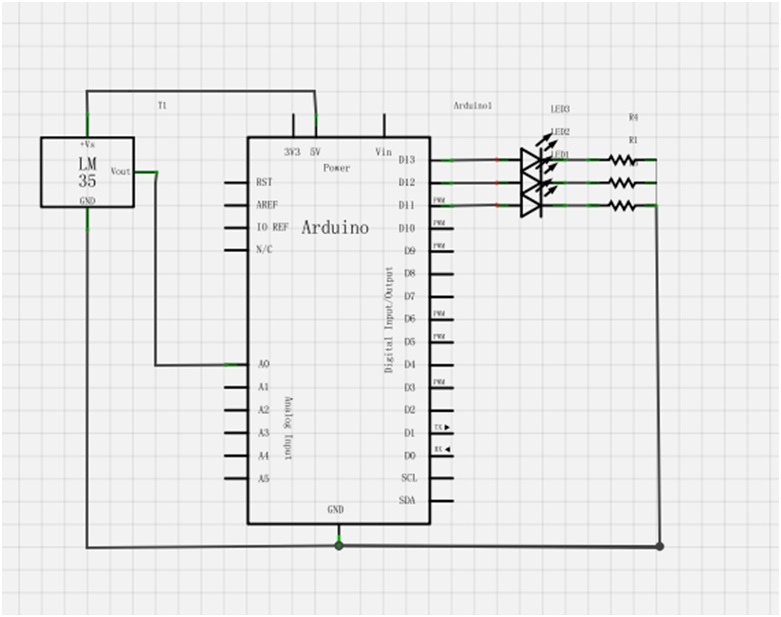 T1
Arduino1
LED3
R4
LED2
R1
LED1
+Vs
LM
35
Vout
GND
3V3
5V
Vin
Power
RST
AREF
IO REF
N/C
Arduino
A0
A1
A2
A3
A4
A5
Analog Input
Digital Input/Output
D13
D12
D11
PWM
D10
PWM
D9
PWM
D8
D7
D6
PWM
D5
PWM
D4
D3
PWM
D2
D1
TX
D0
RX
SCL
SDA
GND